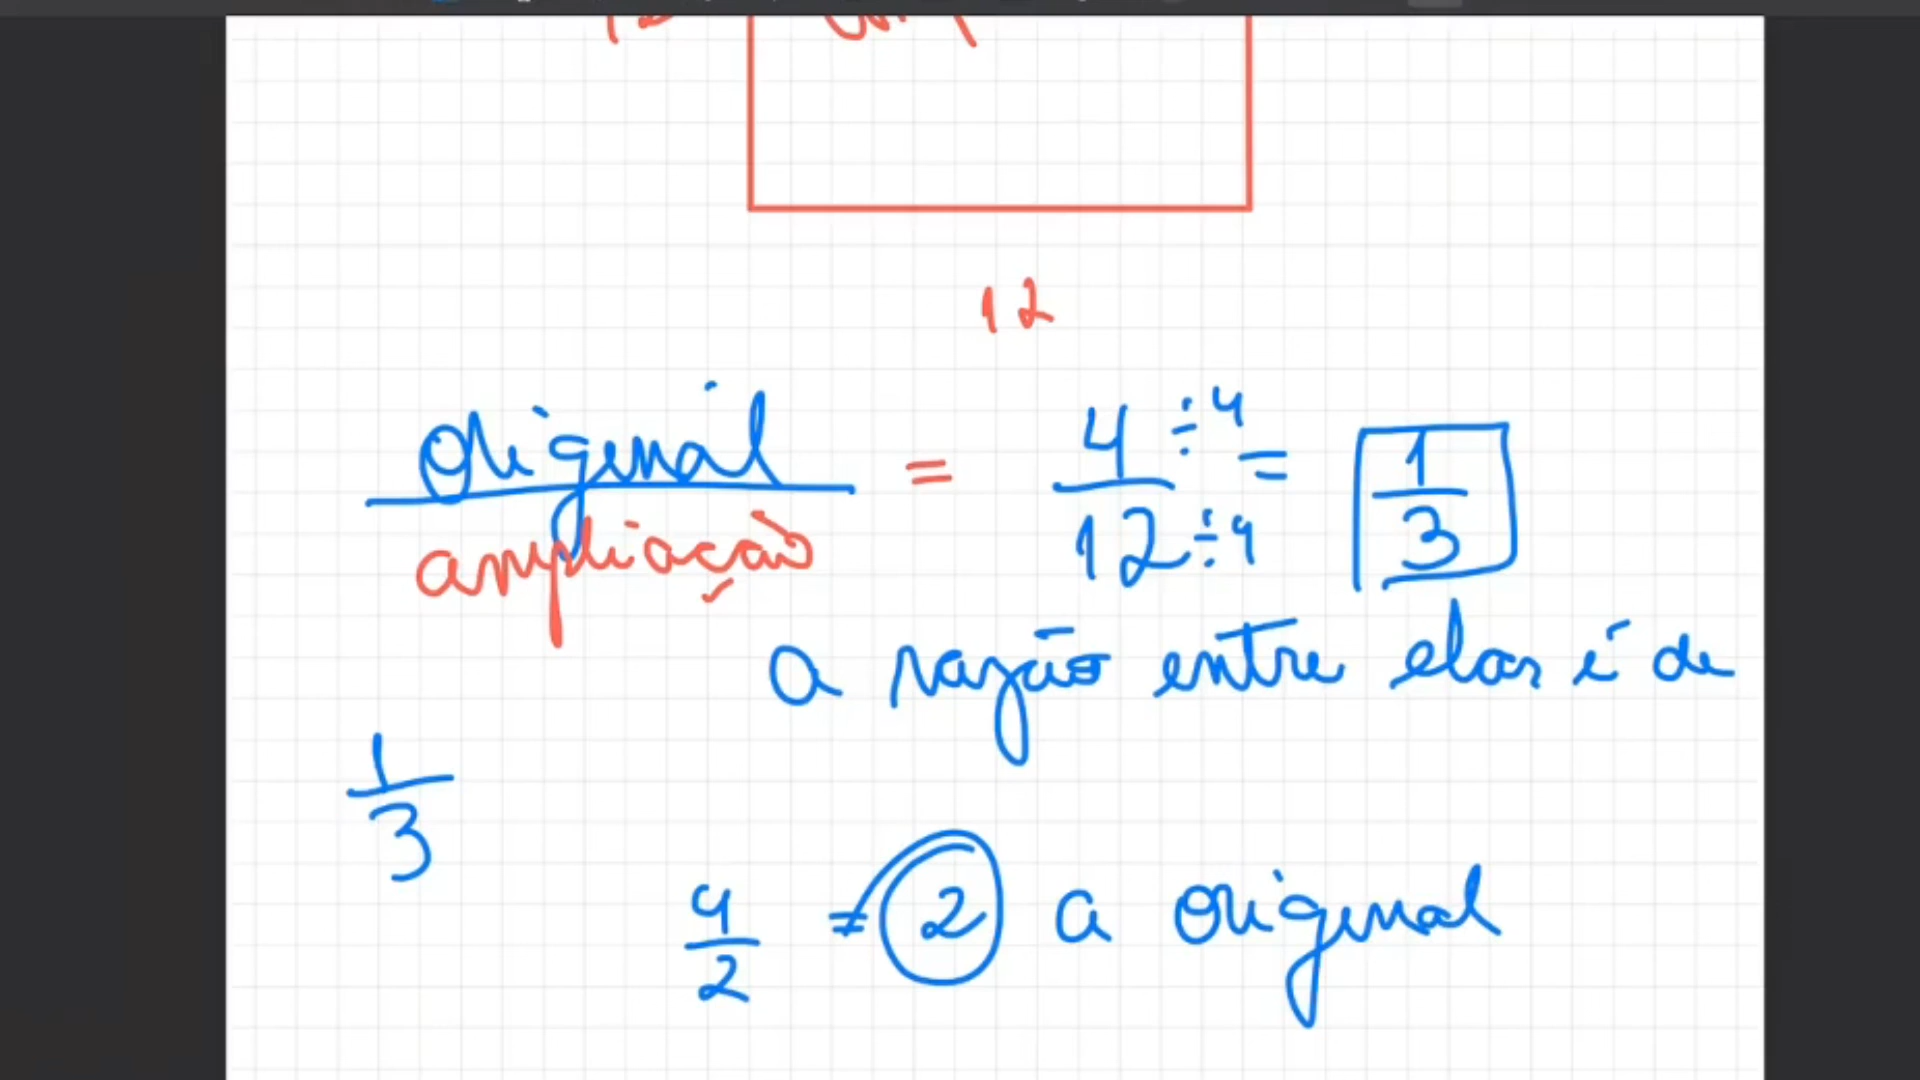 12
original = 4 ÷4 = 1
ampliação 12 ÷4 3
a razão entre elas é de
1
3
4 = 2 a original
2